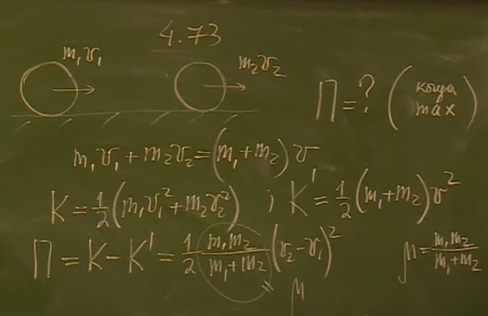 4.73
m₁v₁ m₂v₂
П = ? (когда max)
m₁v₁ + m₂v₂ = (m₁ + m₂) v
K = 1/2 (m₁v₁² + m₂v₂²) ; K' = 1/2 (m₁ + m₂) v²
П = K - K' = 1/2 m₁m₂/(m₁ + m₂) (v₂ - v₁)² μ = m₁m₂/(m₁ + m₂)
= μ